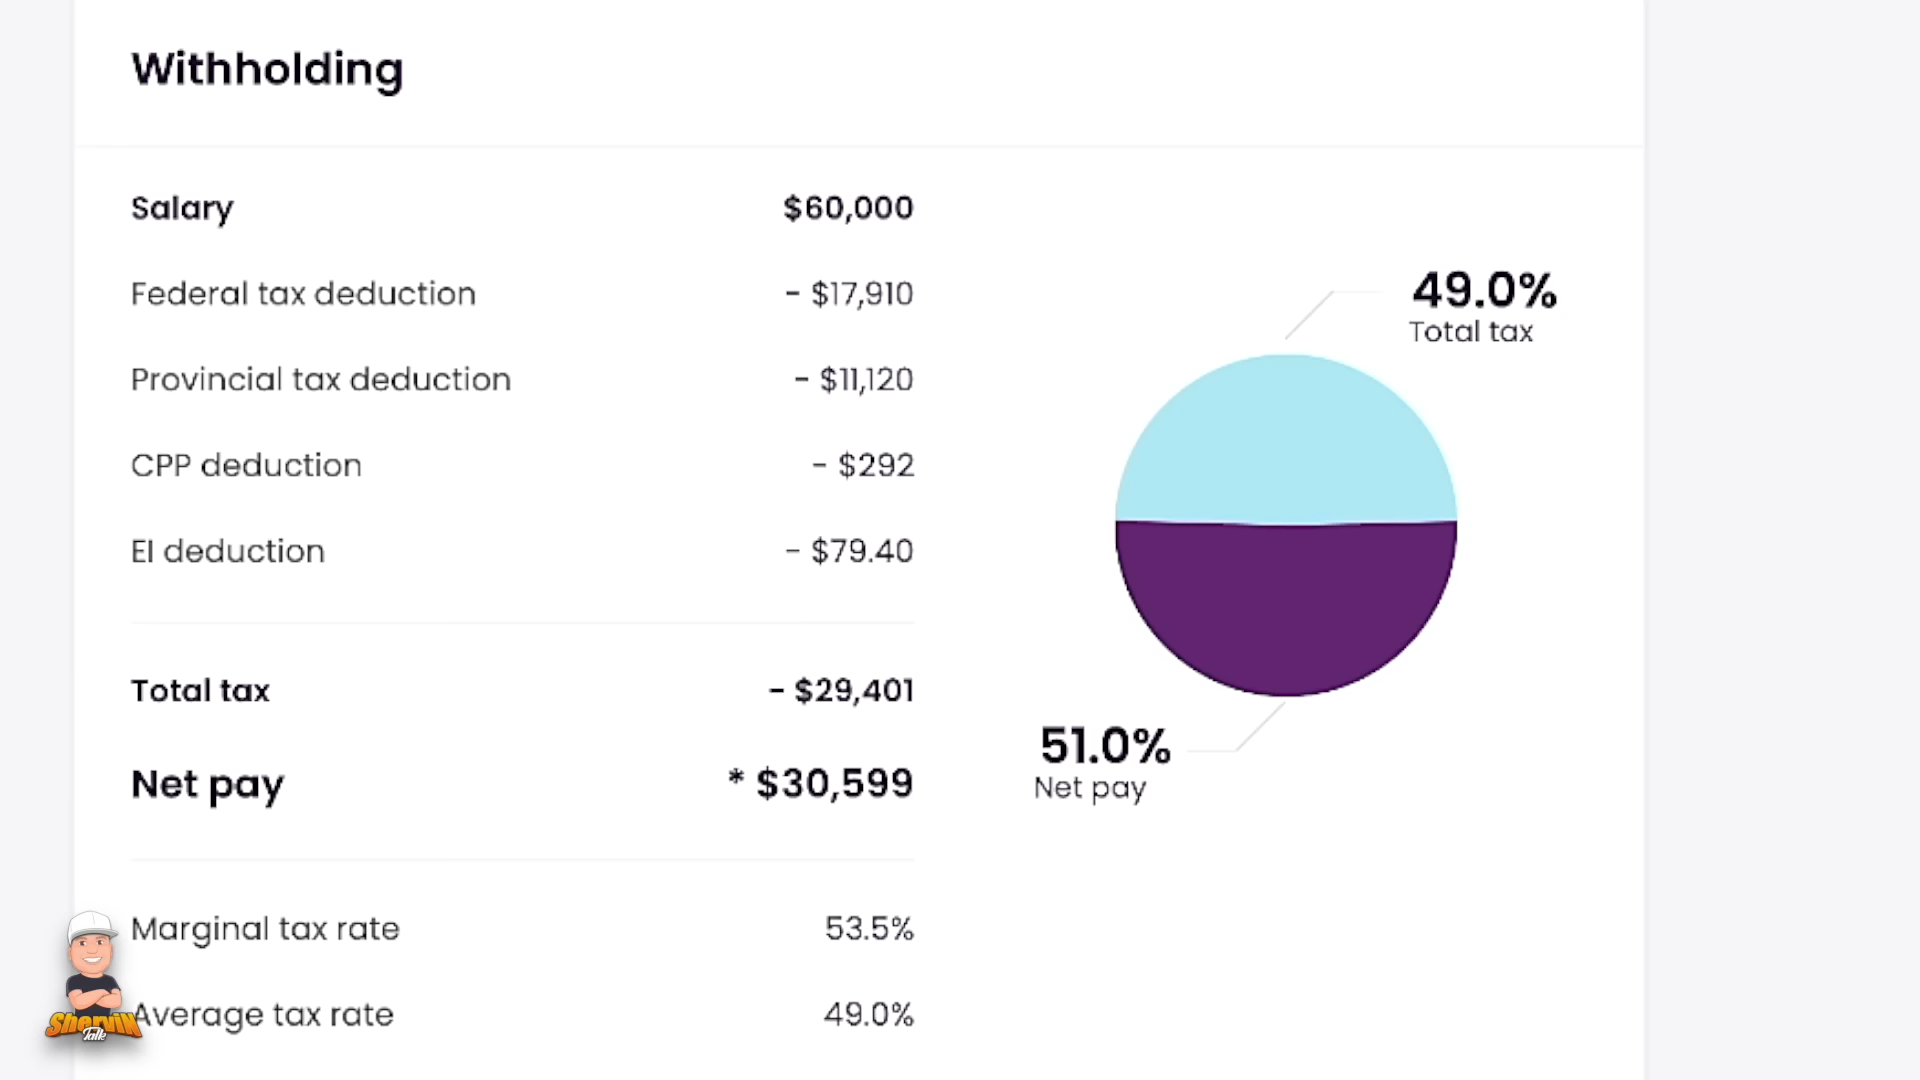 Withholding
Salary $60,000
Federal tax deduction - $17,910
Provincial tax deduction - $11,120
CPP deduction - $292
EI deduction - $79.40
Total tax - $29,401
Net pay * $30,599
Marginal tax rate 53.5%
Average tax rate 49.0%
49.0%
Total tax
51.0%
Net pay
SherviN
Talk